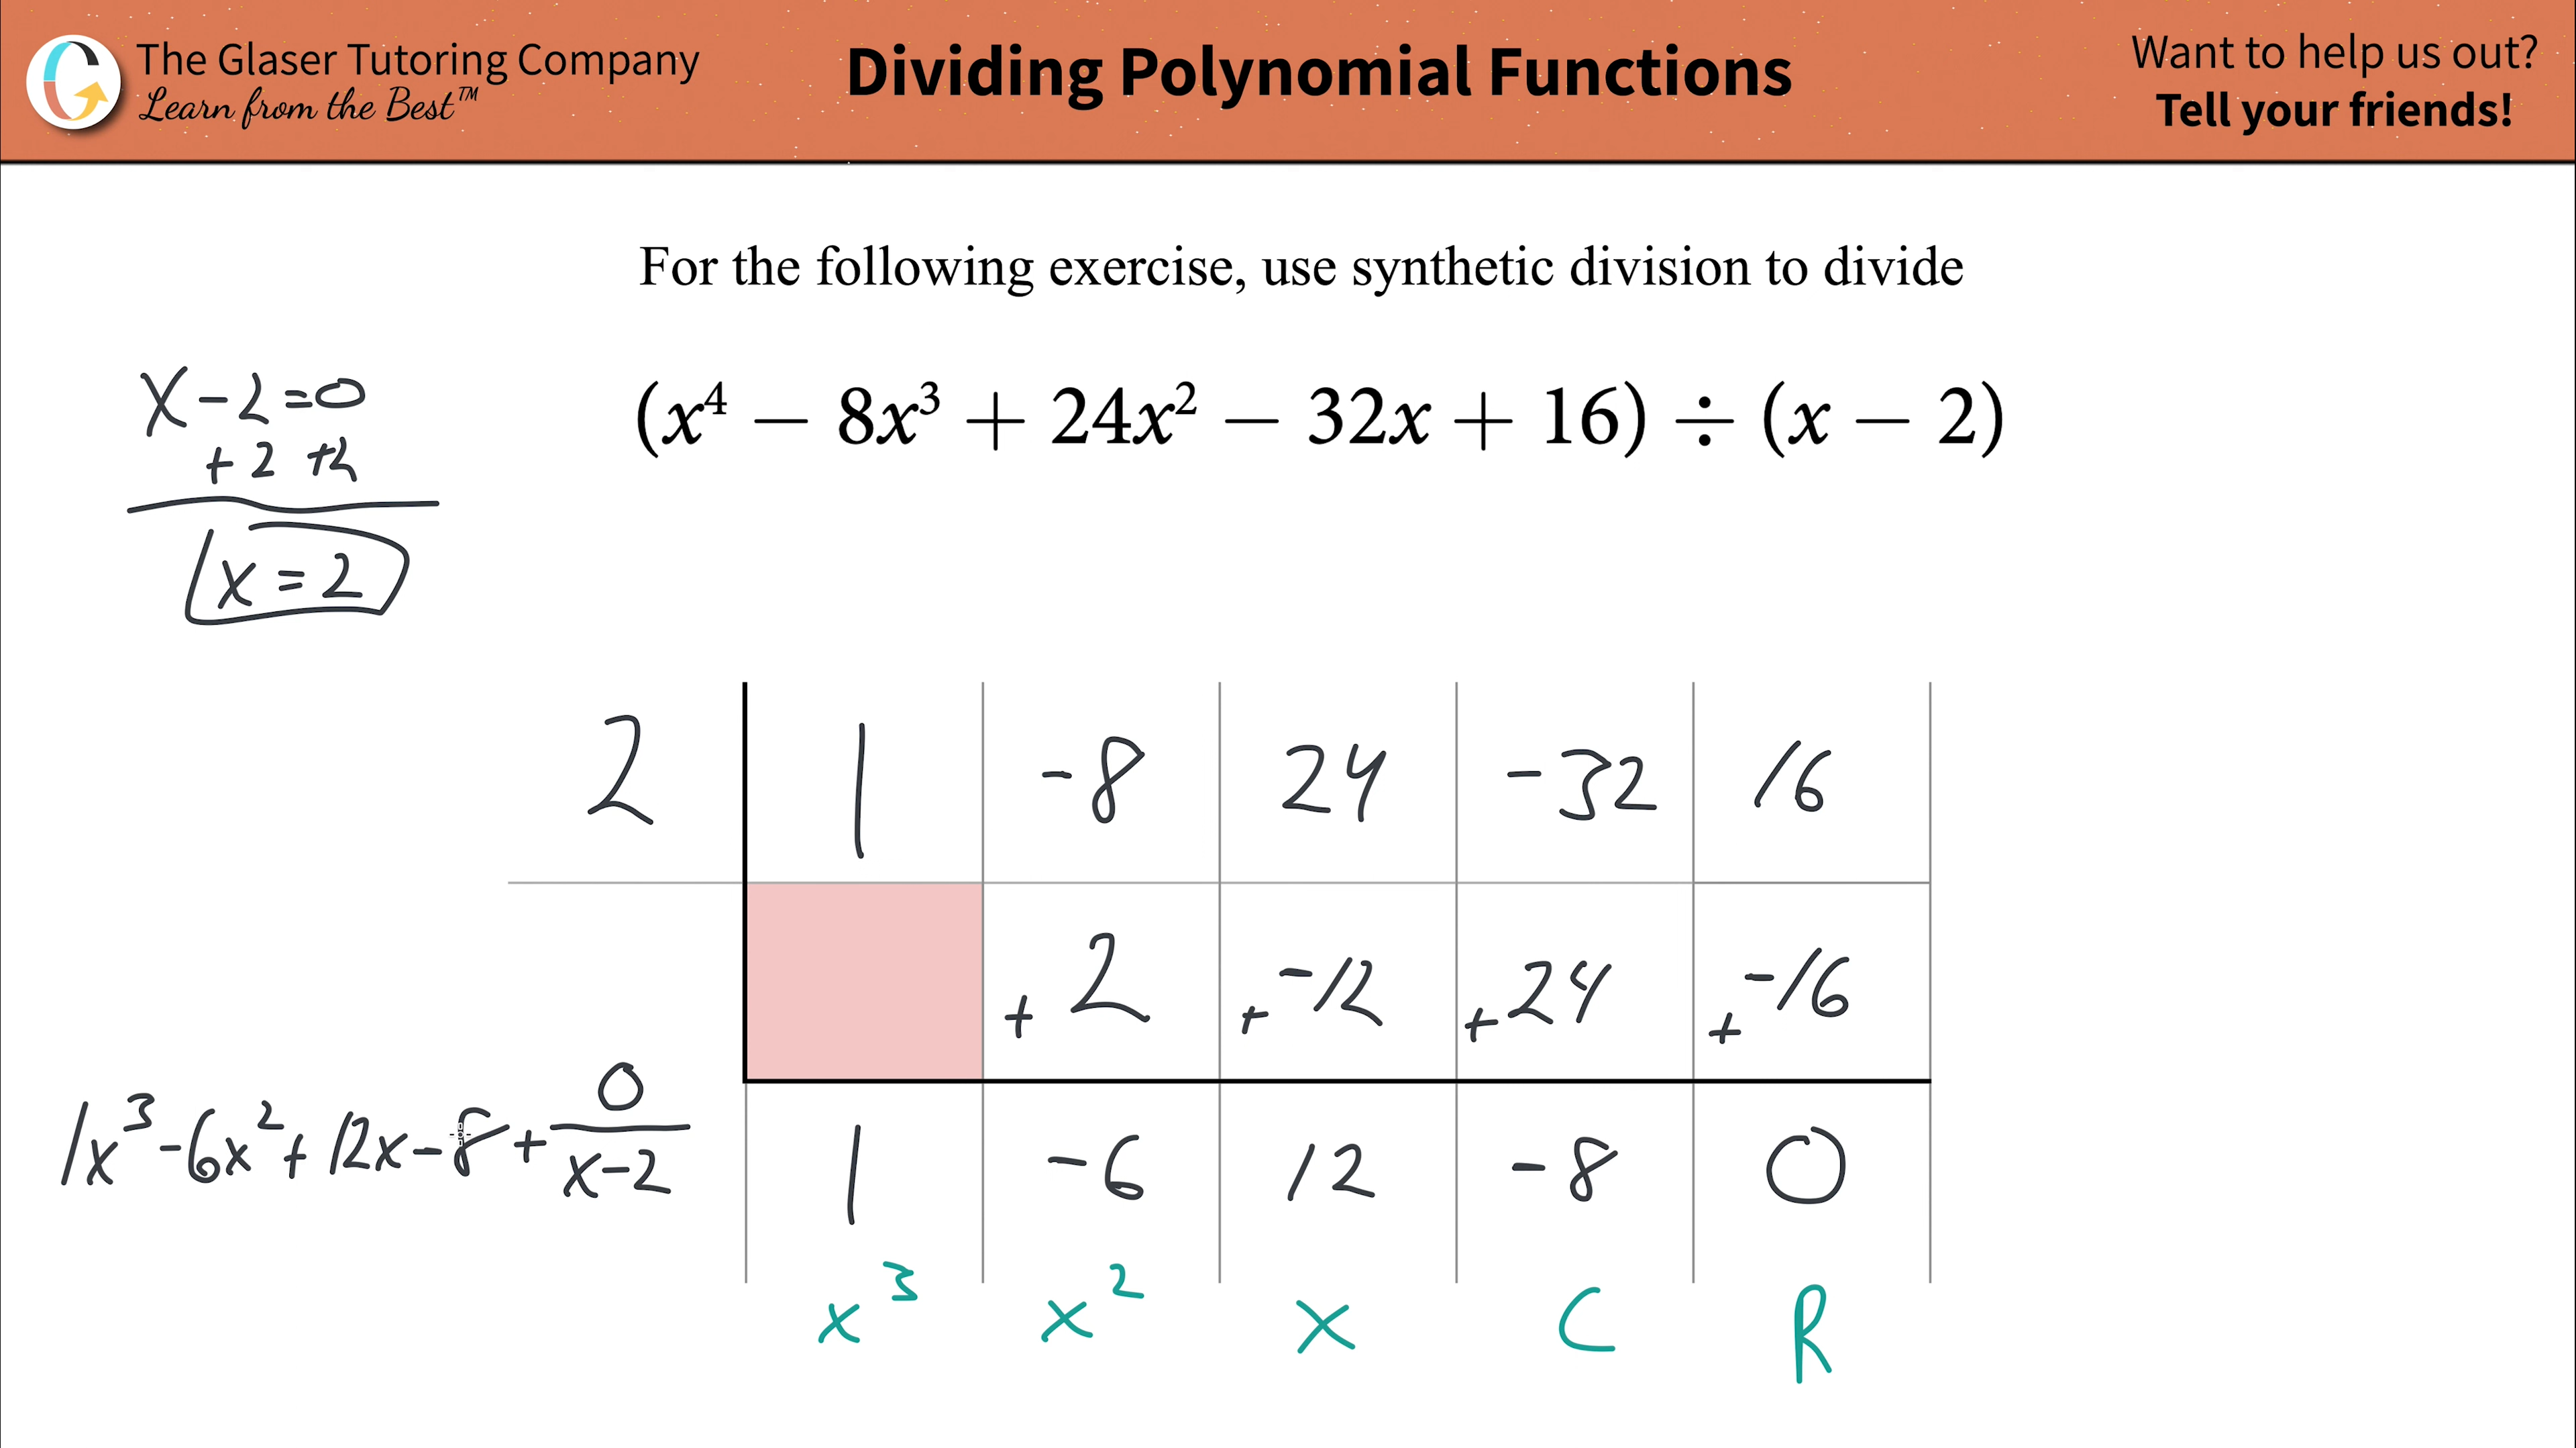 The Glaser Tutoring Company
Learn from the Best™
Dividing Polynomial Functions
Want to help us out?
Tell your friends!
For the following exercise, use synthetic division to divide
(x⁴ − 8x³ + 24x² − 32x + 16) ÷ (x − 2)
x-2=0
+2 +2
x=2
2 1 -8 24 -32 16
+2 +-12 +24 +-16
1 -6 12 -8 0
x³ x² x C R
1x³-6x²+12x-8+0/x-2